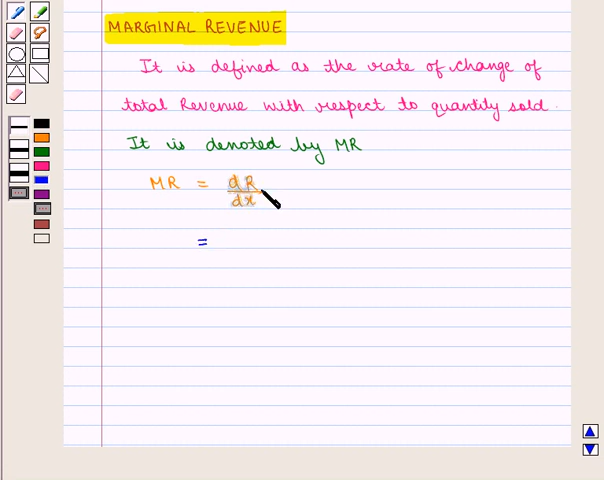 MARGINAL REVENUE
It is defined as the rate of change of
total Revenue with respect to quantity sold.
It is denoted by MR
MR = dR/dx
=